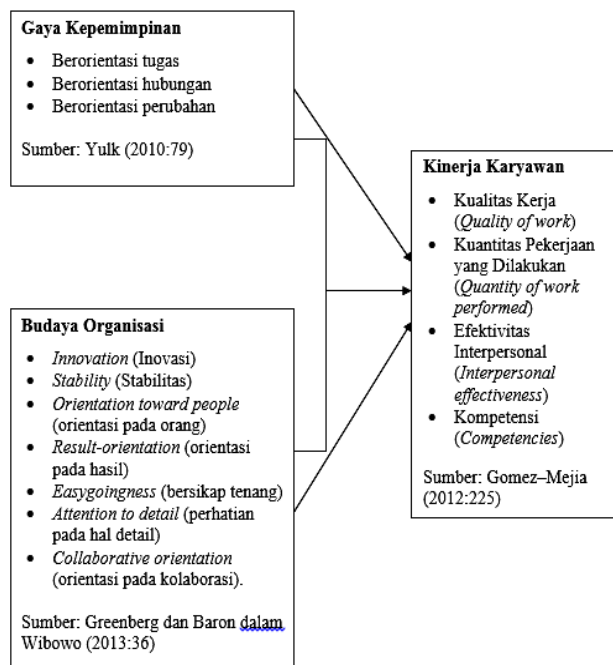 Gaya Kepemimpinan
• Berorientasi tugas
• Berorientasi hubungan
• Berorientasi perubahan
Sumber: Yulk (2010:79)
Budaya Organisasi
• Innovation (Inovasi)
• Stability (Stabilitas)
• Orientation toward people
(orientasi pada orang)
• Result-orientation (orientasi
pada hasil)
• Easygoingness (bersikap tenang)
• Attention to detail (perhatian
pada hal detail)
• Collaborative orientation
(orientasi pada kolaborasi).
Sumber: Greenberg dan Baron dalam
Wibowo (2013:36)
Kinerja Karyawan
• Kualitas Kerja
(Quality of work)
• Kuantitas Pekerjaan
yang Dilakukan
(Quantity of work
performed)
• Efektivitas
Interpersonal
(Interpersonal
effectiveness)
• Kompetensi
(Competencies)
Sumber: Gomez–Mejia
(2012:225)